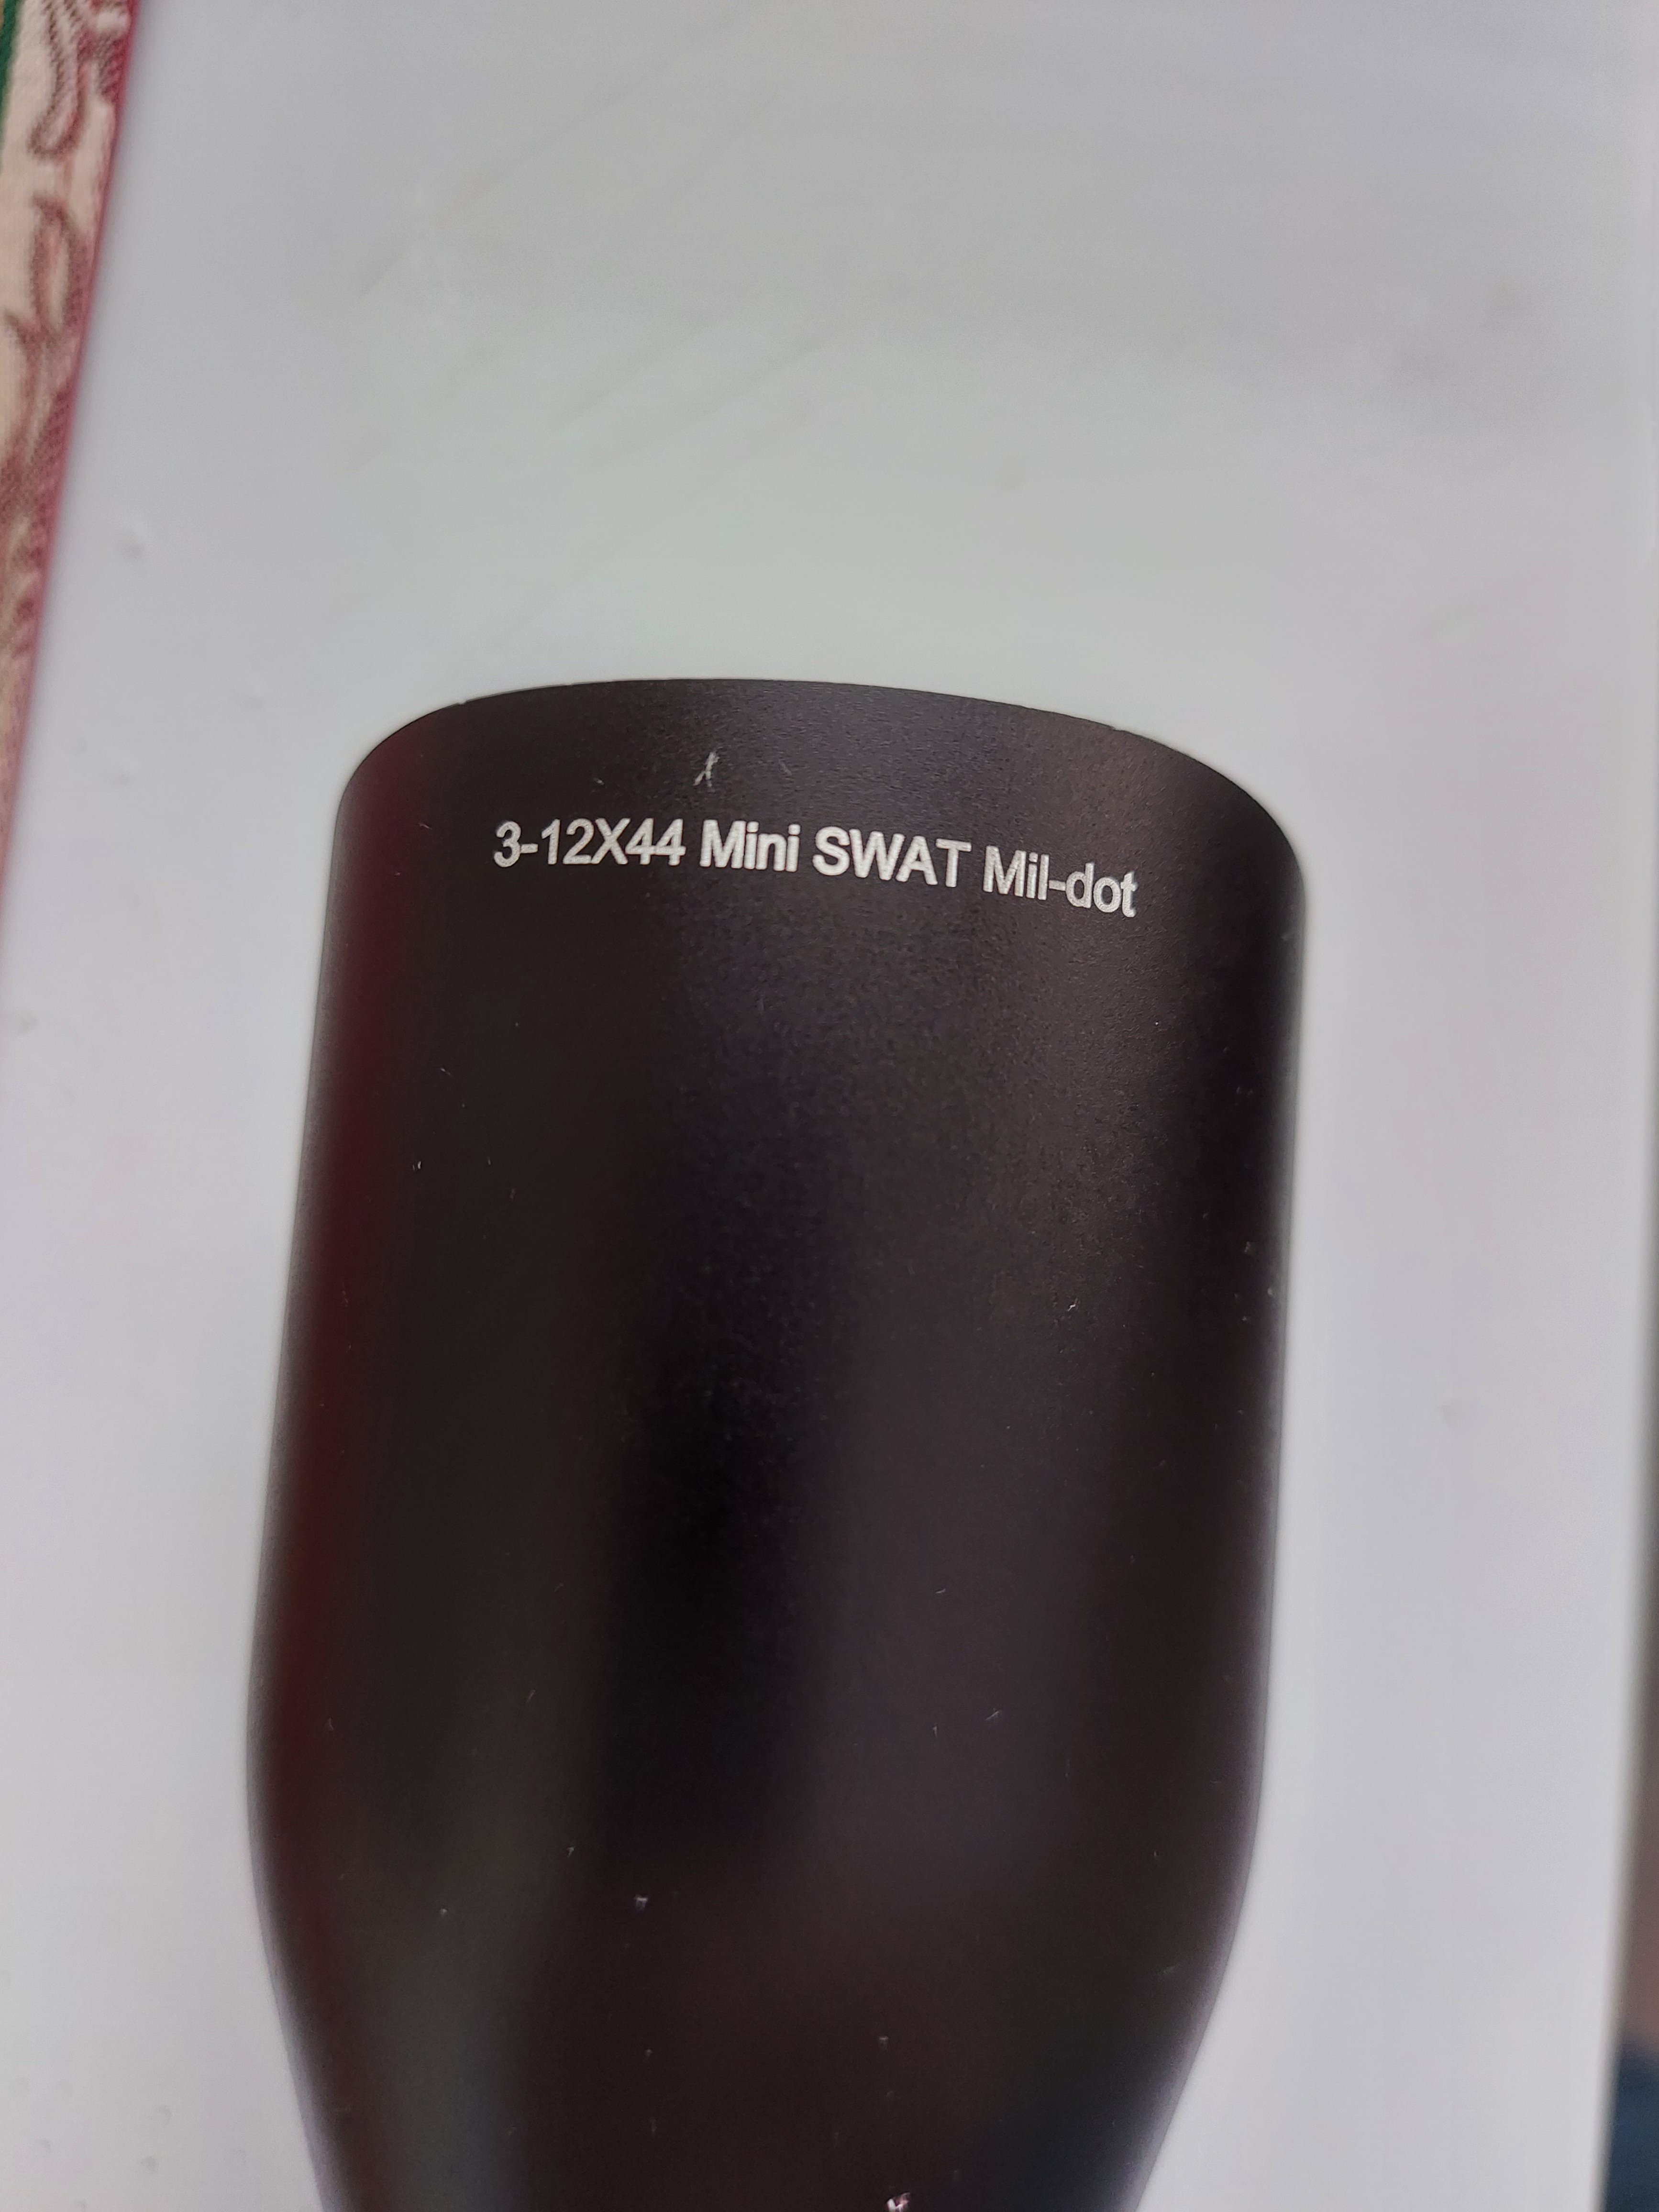 3-12X44 Mini SWAT Mil-dot